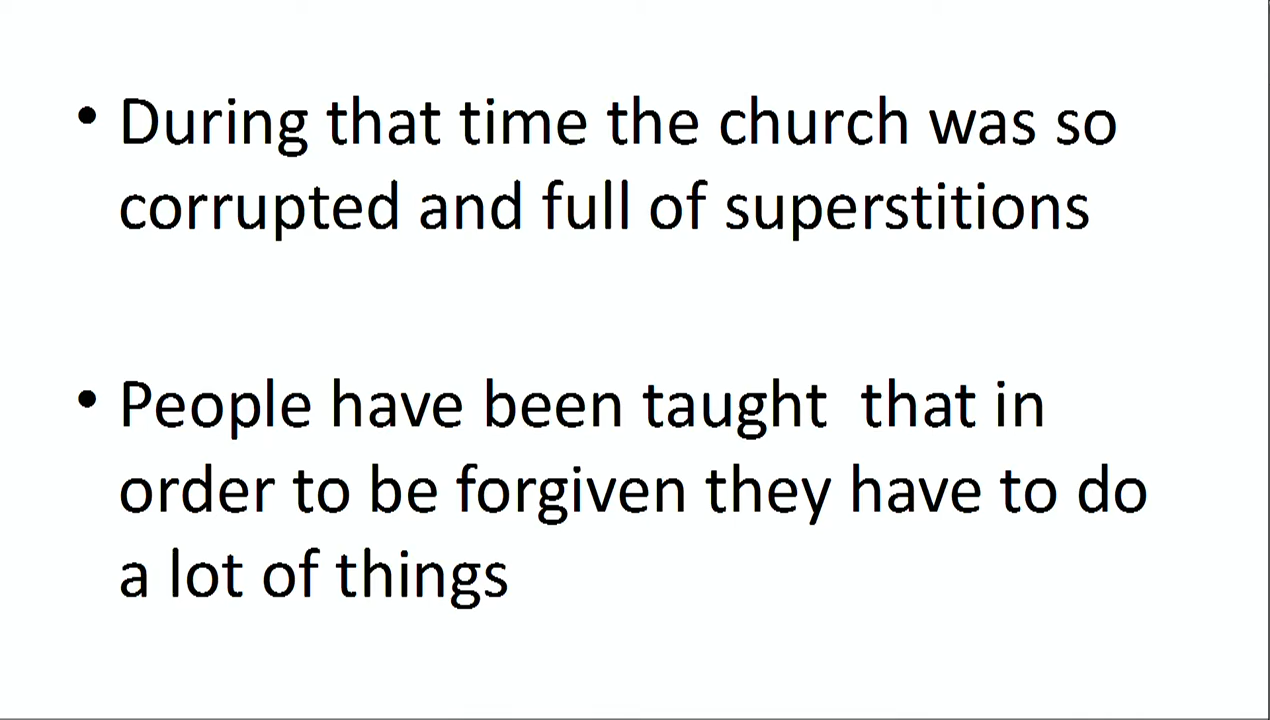 • During that time the church was so
corrupted and full of superstitions
• People have been taught  that in
order to be forgiven they have to do
a lot of things